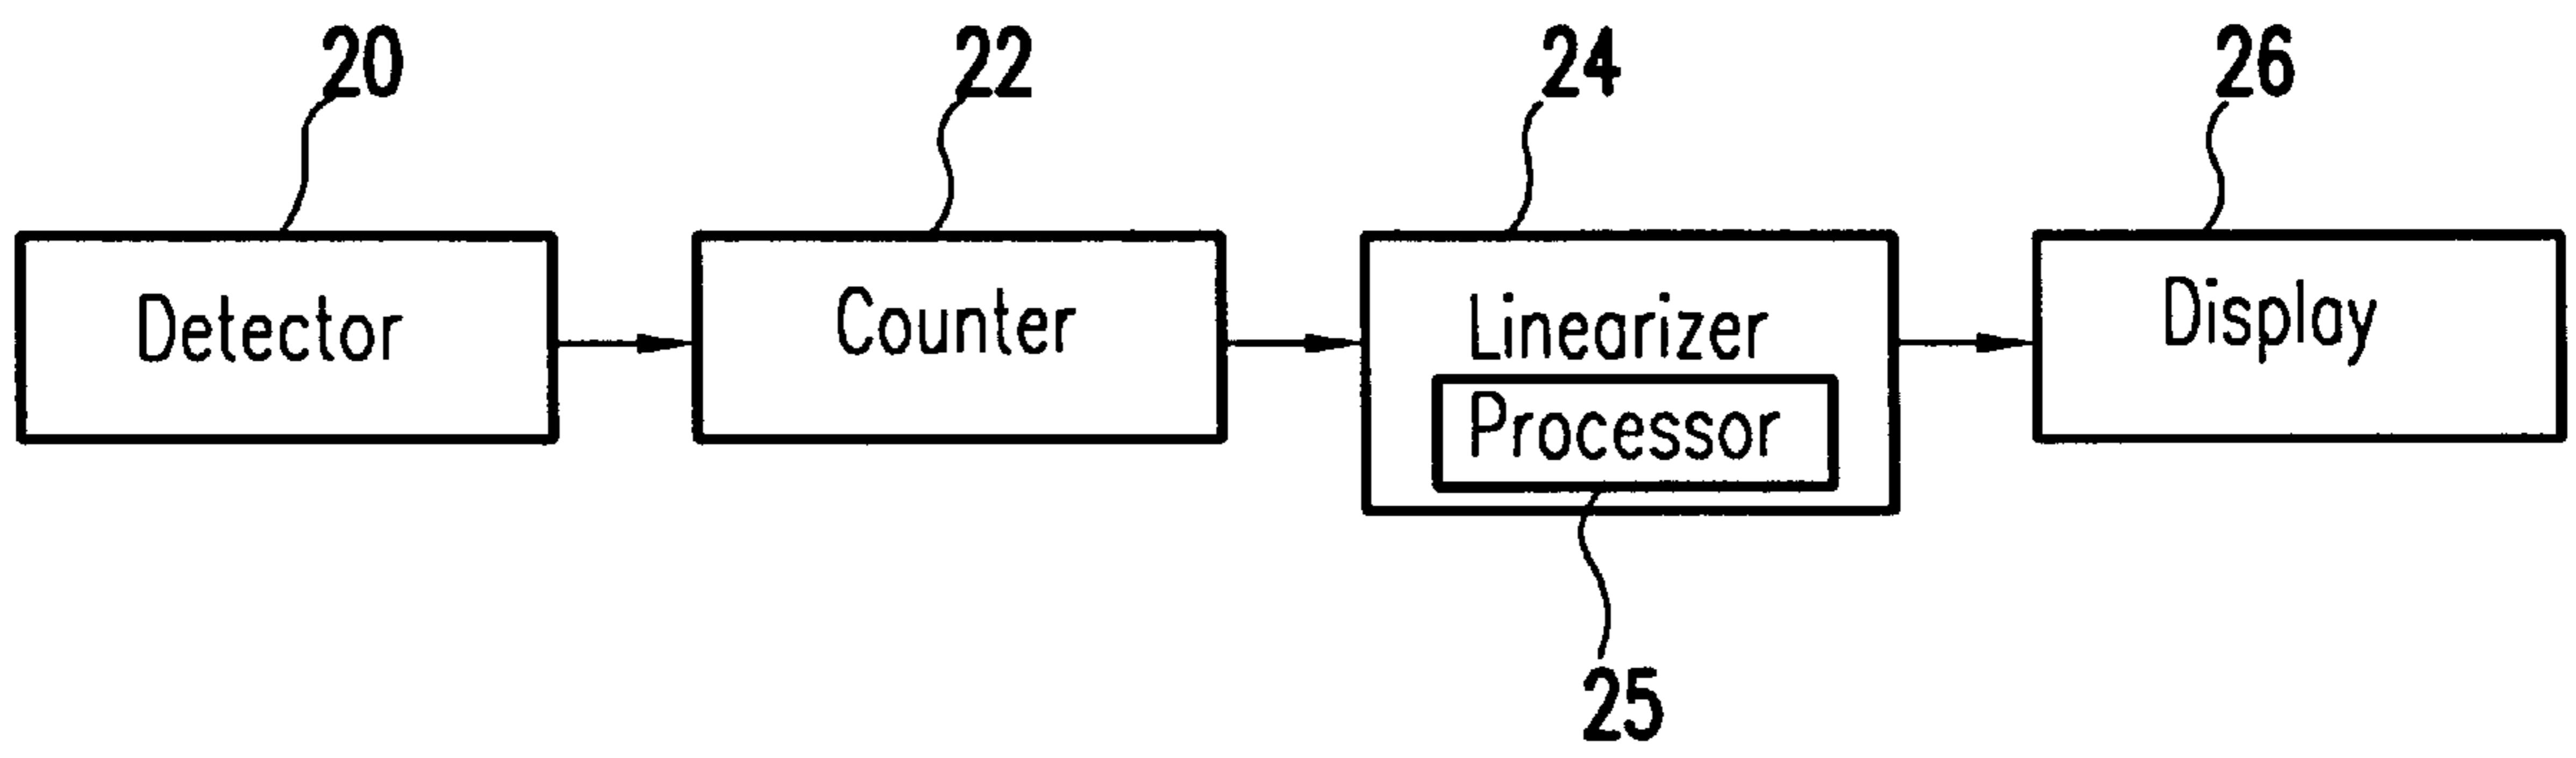 20
22
24
26
Detector
Counter
Linearizer
Display
Processor
25